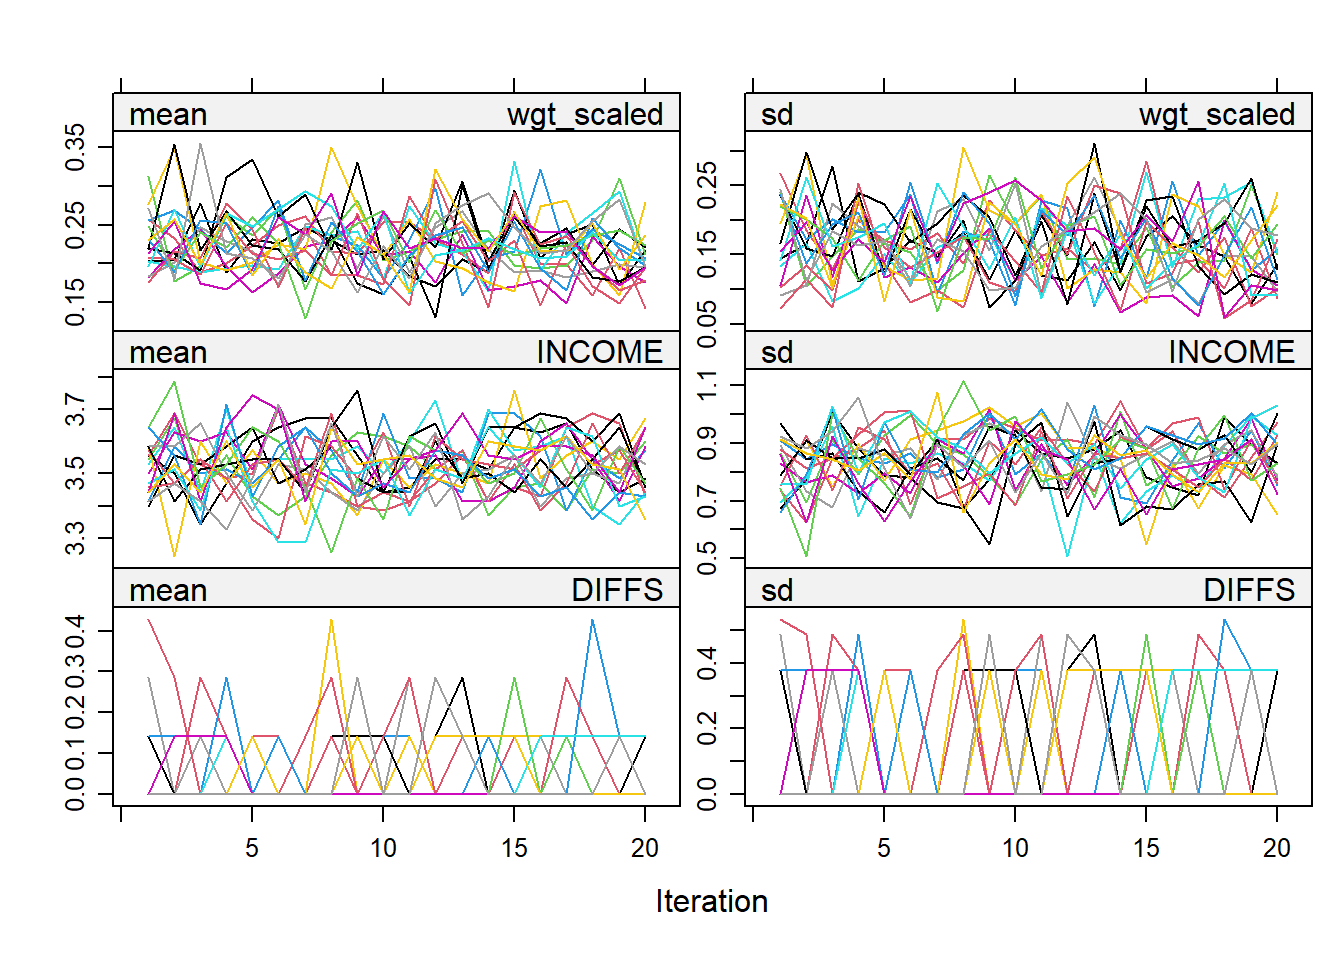 mean wgt_scaled
sd wgt_scaled
0.15 0.25 0.35
0.05 0.15 0.25
mean INCOME
sd INCOME
3.3 3.5 3.7
0.5 0.7 0.9 1.1
mean DIFFS
sd DIFFS
0.0 0.1 0.2 0.3 0.4
0.0 0.2 0.4
5 10 15 20
5 10 15 20
Iteration